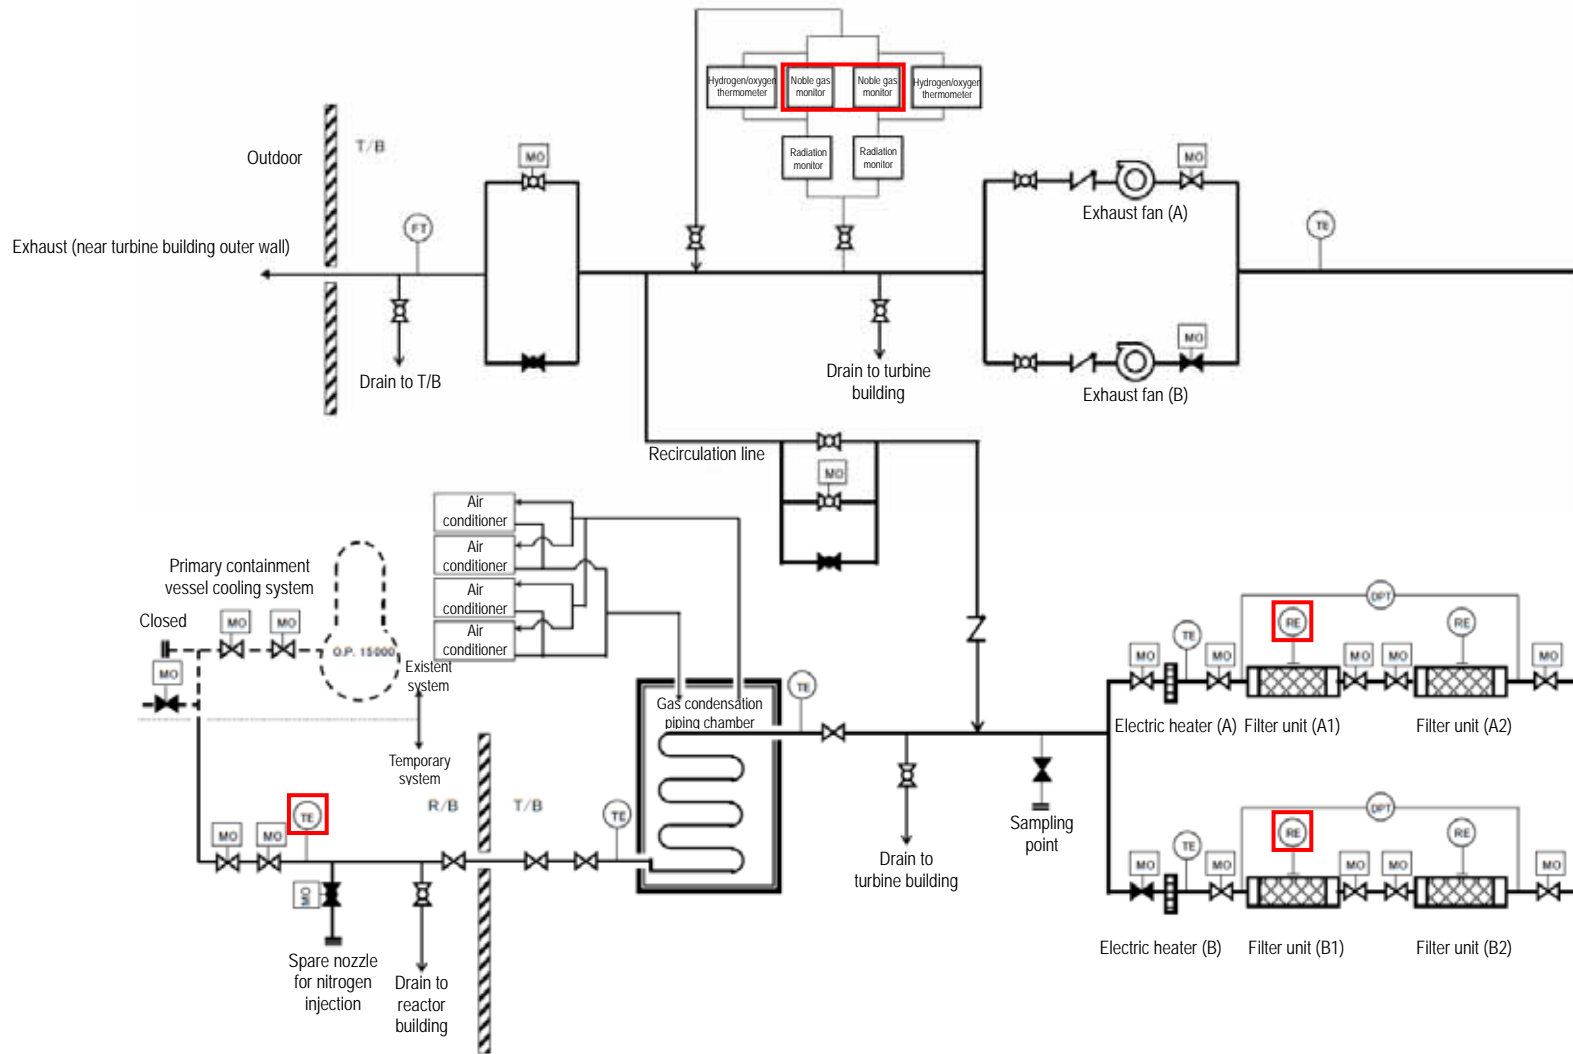 Hydrogen/oxygen
thermometer
Noble gas
monitor
Noble gas
monitor
Hydrogen/oxygen
thermometer
Radiation
monitor
Radiation
monitor
Outdoor
T/B
MO
MO
FT
TE
Exhaust fan (A)
Exhaust (near turbine building outer wall)
MO
Drain to T/B
Drain to turbine
building
Exhaust fan (B)
Recirculation line
MO
Air
conditioner
Air
conditioner
Air
conditioner
Air
conditioner
Primary containment
vessel cooling system
Closed
MO
MO
MO
O.P. 15000
Existent
system
Temporary
system
Gas condensation
piping chamber
TE
MO
TE
MO
RE
DPT
MO
MO
RE
MO
Electric heater (A)
Filter unit (A1)
Filter unit (A2)
R/B
T/B
TE
MO
MO
MO
TE
Spare nozzle
for nitrogen
injection
Drain to
reactor
building
Drain to
turbine building
Sampling
point
MO
TE
MO
RE
DPT
MO
MO
RE
MO
Electric heater (B)
Filter unit (B1)
Filter unit (B2)